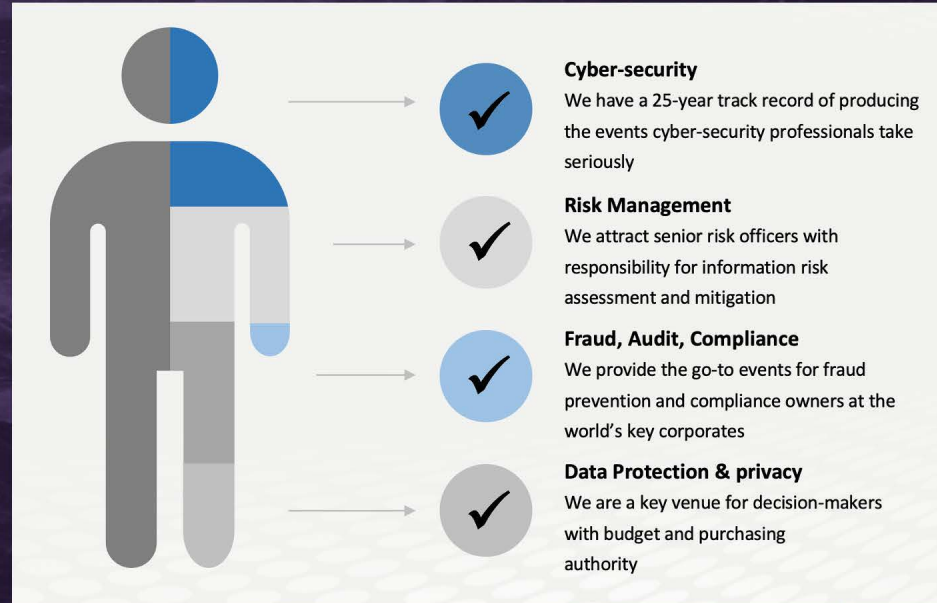 Cyber-security
We have a 25-year track record of producing
the events cyber-security professionals take
seriously
Risk Management
We attract senior risk officers with
responsibility for information risk
assessment and mitigation
Fraud, Audit, Compliance
We provide the go-to events for fraud
prevention and compliance owners at the
world’s key corporates
Data Protection & privacy
We are a key venue for decision-makers
with budget and purchasing
authority